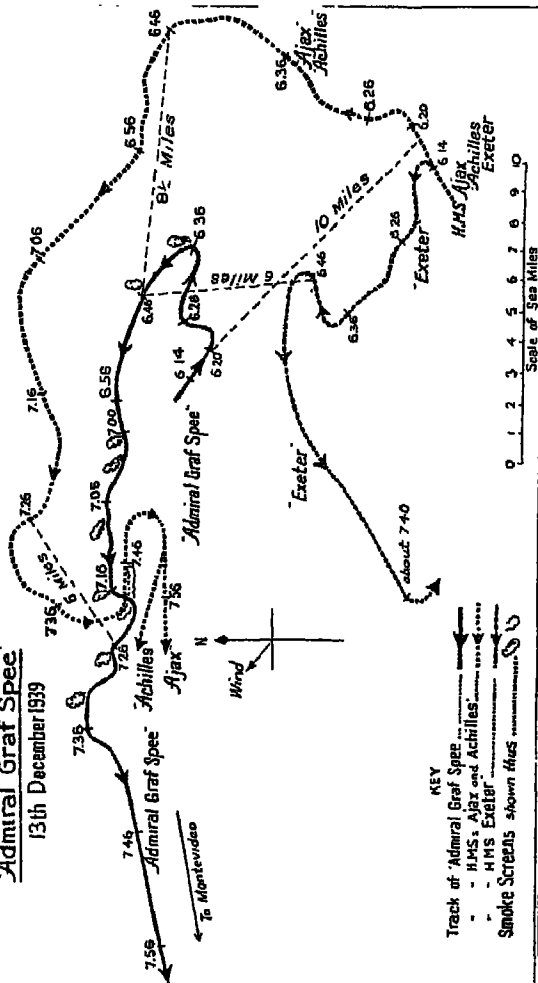 "Admiral Graf Spee"
13th December 1939
6.46
6.56
7.06
7.16
7.26
7.36
6.36
"Ajax"
"Achilles
6.26
6.20
6.14
H.M.S "Ajax
"Achilles
Exeter
8½ Miles
10 Miles
6 Miles
6 Miles
6.36
6.46
6.28
6.20
6 14
6.56
7.00
7.05
7.16
7.26
7.36
7.46
7.56
"Admiral Graf Spee"
7.46
7.56
"Achilles
Ajax"
"Admiral Graf Spee"
To Montevideo
6.26
"Exeter"
6.36
6.46
"Exeter"
about 7.40
N
Wind
0 1 2 3 4 5 6 7 8 9 10
Scale of Sea Miles
KEY
Track of "Admiral Graf Spee
" - H.M.S.s Ajax and Achilles"
" - H M S Exeter"
Smoke Screens shown thus